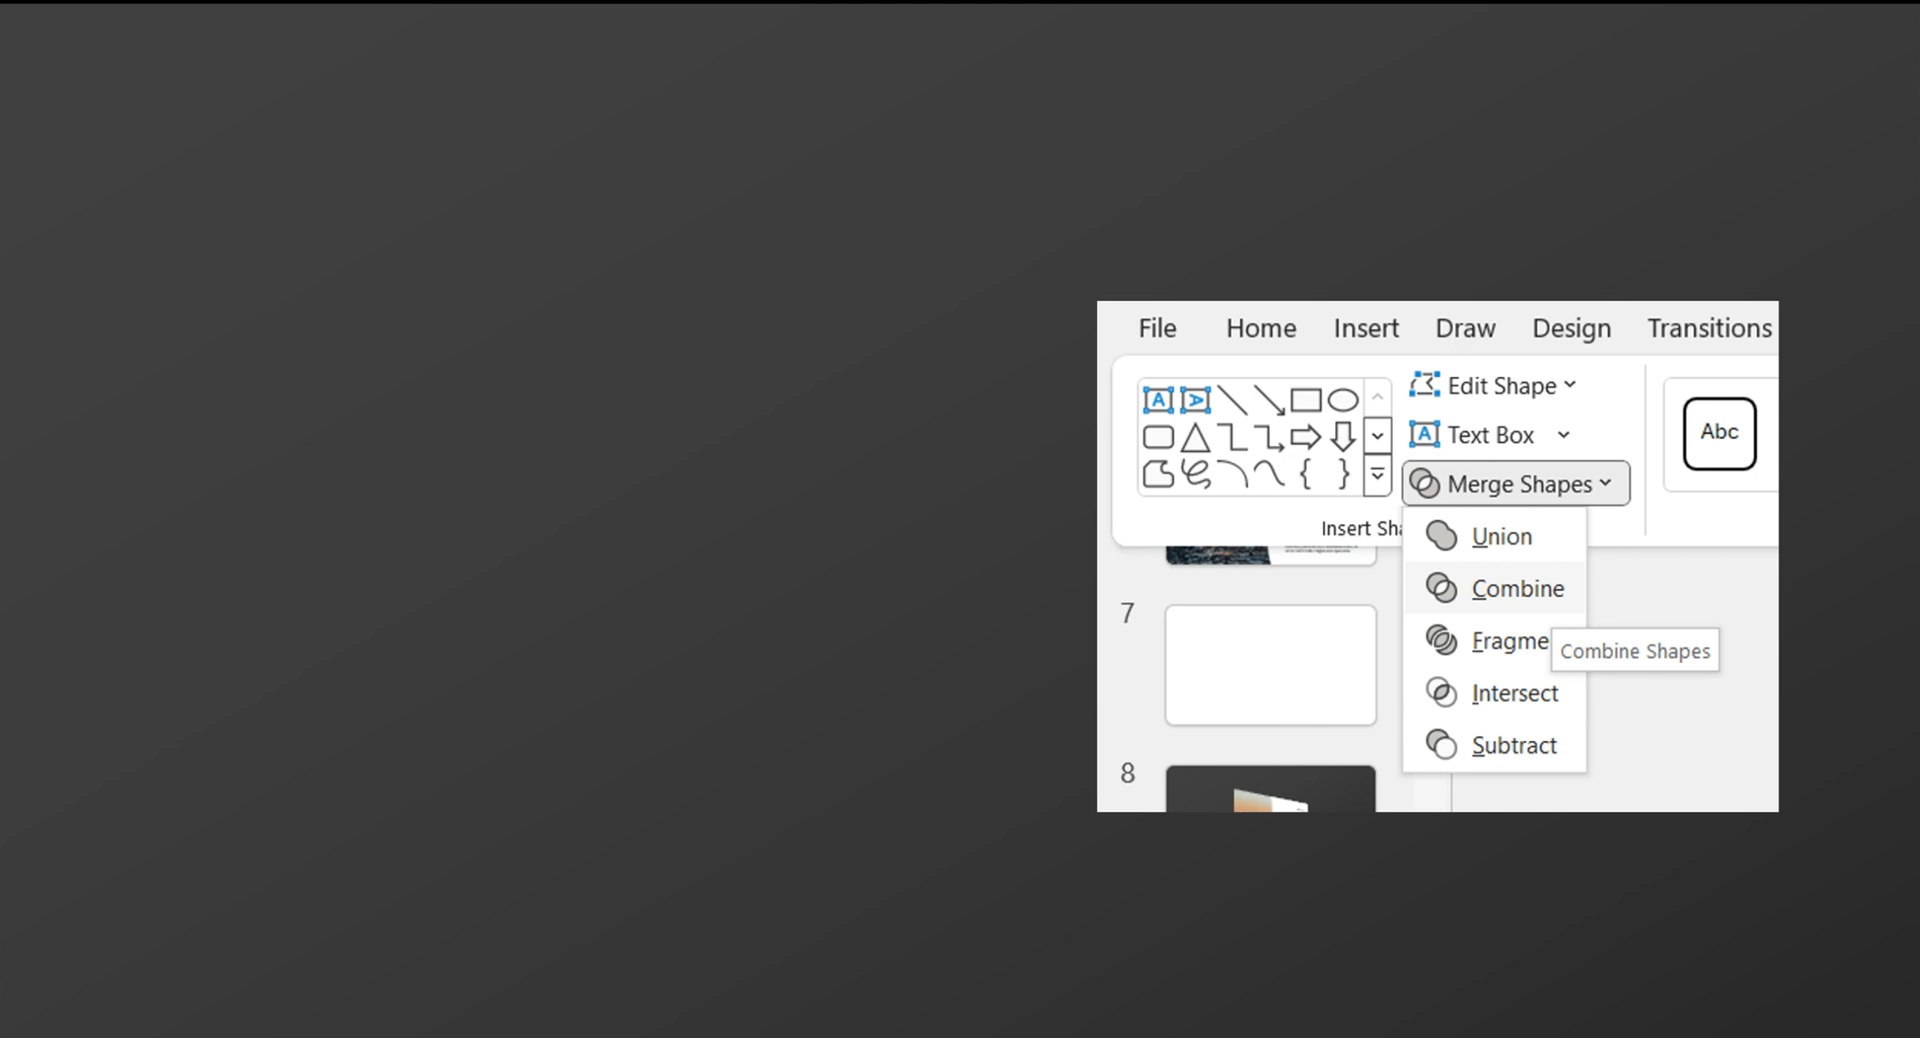 File Home Insert Draw Design Transitions
Edit Shape
Text Box
Abc
Merge Shapes
Insert Sha
Union
Combine
Fragme
Combine Shapes
Intersect
Subtract
7
8